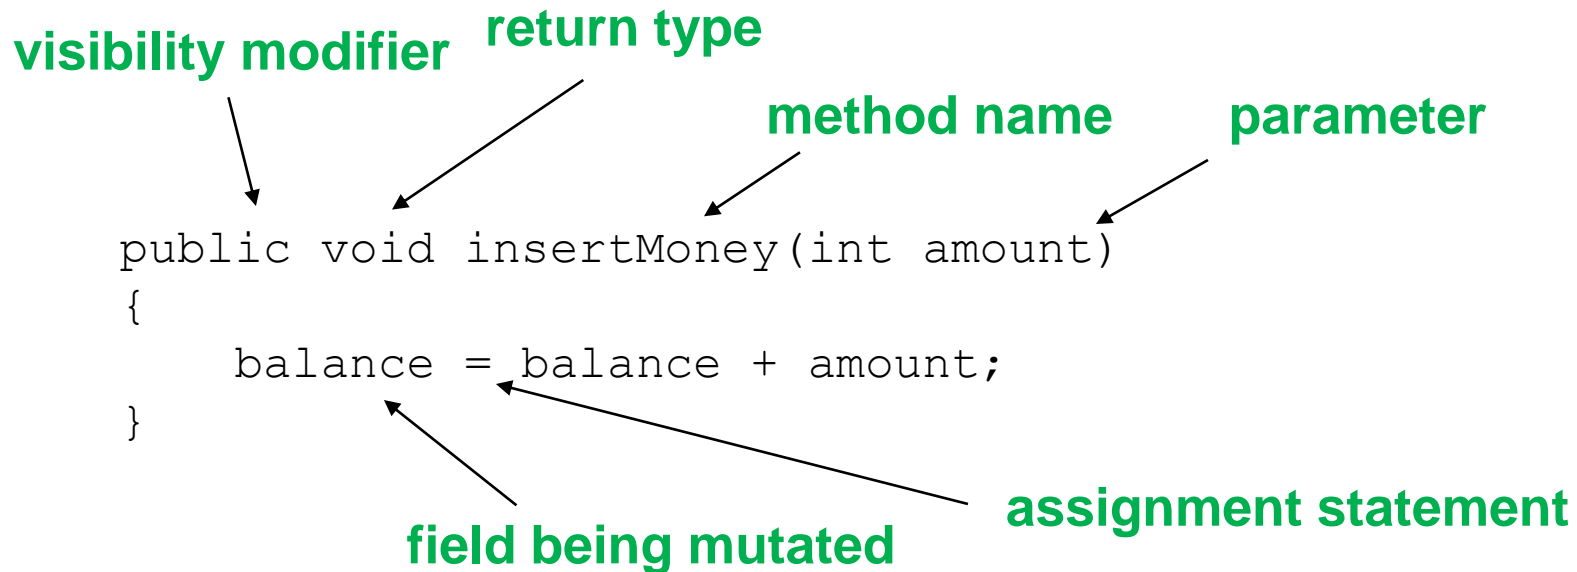 visibility modifier
return type
method name
parameter
public void insertMoney(int amount)
{
balance = balance + amount;
}
field being mutated
assignment statement